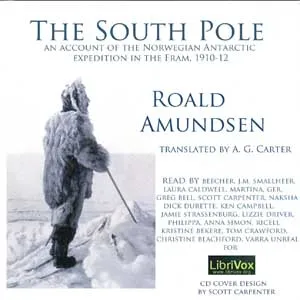 THE SOUTH POLE
AN ACCOUNT OF THE NORWEGIAN ANTARCTIC
EXPEDITION IN THE FRAM, 1910-12
ROALD
AMUNDSEN
TRANSLATED BY A. G. CARTER
READ BY BEECHER, J.M. SMALLHEER,
LAURA CALDWELL, MARTINA, GER,
GREG BELL, SCOTT CARPENTER, NAKSHA
DICK DURETTE, KEN CAMPBELL,
JAMIE STRASSENBURG, LIZZIE DRIVER,
PHILIPPA, ANNA SIMON, RICELL
KRISTINE BEKERE, TOM CRAWFORD,
CHRISTINE BLACHFORD, VARRA UNREAL
FOR
LibriVox
www.librivox.org
CD COVER DESIGN
BY SCOTT CARPENTER